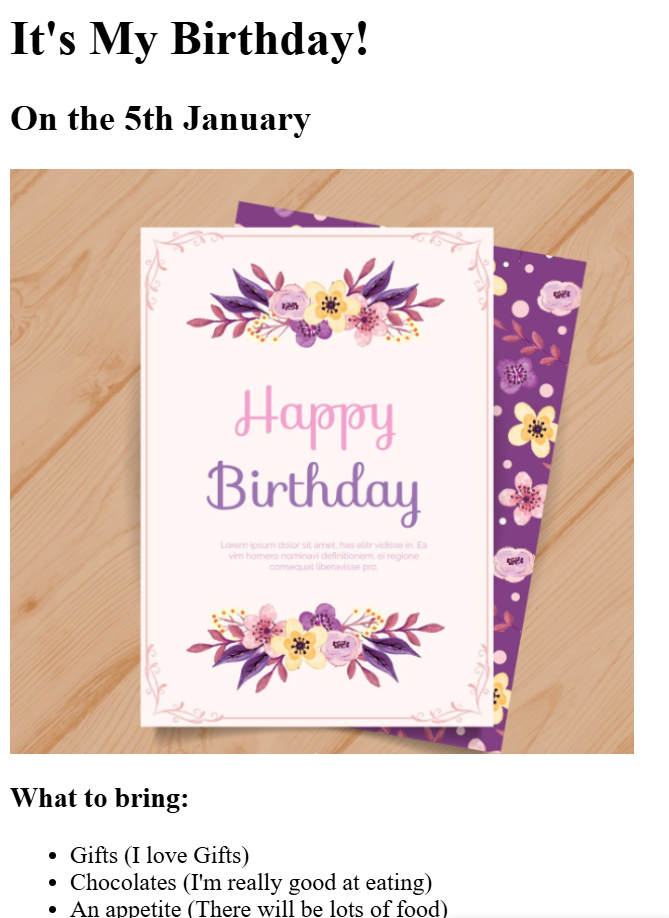 It's My Birthday!
On the 5th January
Happy
Birthday
Lorem ipsum dolor sit amet, has elitr vidisse in. Ea
vim homero nominavi definitionem, ei regione
consequat liberavisse pro.
What to bring:
• Gifts (I love Gifts)
• Chocolates (I'm really good at eating)
• An appetite (There will be lots of food)